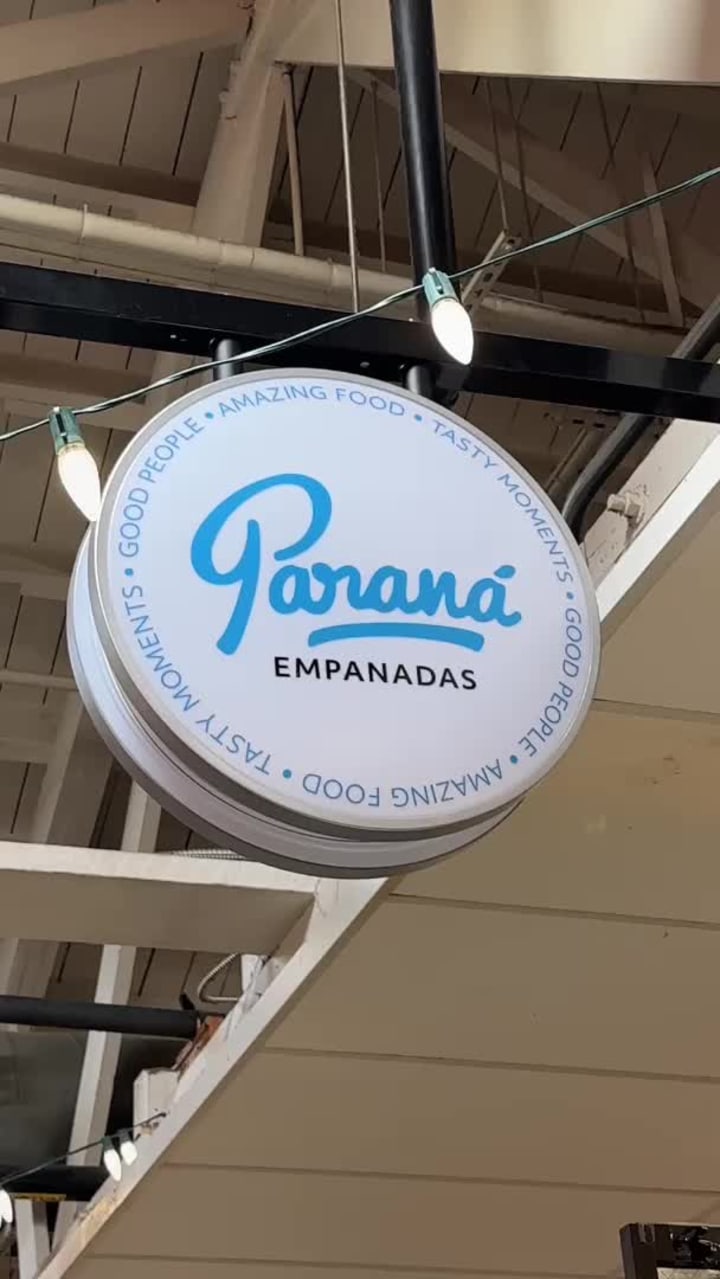 Paraná
EMPANADAS
• AMAZING FOOD • TASTY MOMENTS • GOOD PEOPLE • AMAZING FOOD • TASTY MOMENTS • GOOD PEOPLE